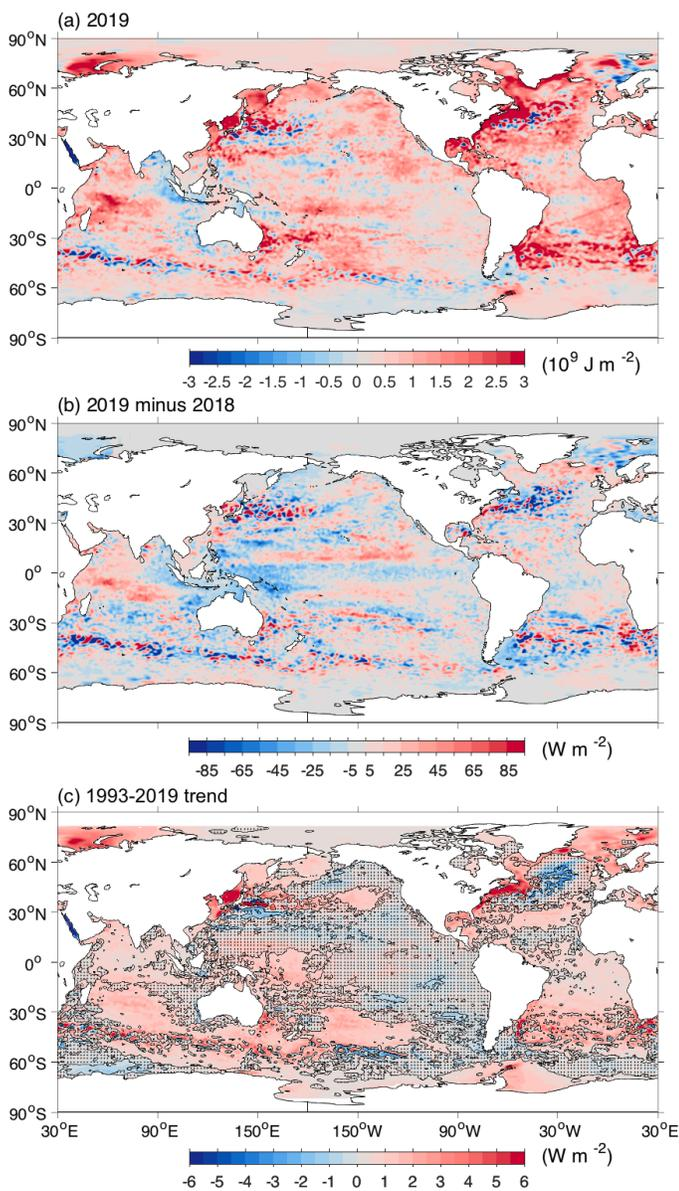 (a) 2019
90°N
60°N
30°N
0°
30°S
60°S
90°S
-3 -2.5 -2 -1.5 -1 -0.5 0 0.5 1 1.5 2 2.5 3 (10⁹ J m⁻²)
(b) 2019 minus 2018
90°N
60°N
30°N
0°
30°S
60°S
90°S
-85 -65 -45 -25 -5 5 25 45 65 85 (W m⁻²)
(c) 1993-2019 trend
90°N
60°N
30°N
0°
30°S
60°S
90°S
30°E 90°E 150°E 150°W 90°W 30°W 30°E
-6 -5 -4 -3 -2 -1 0 1 2 3 4 5 6 (W m⁻²)